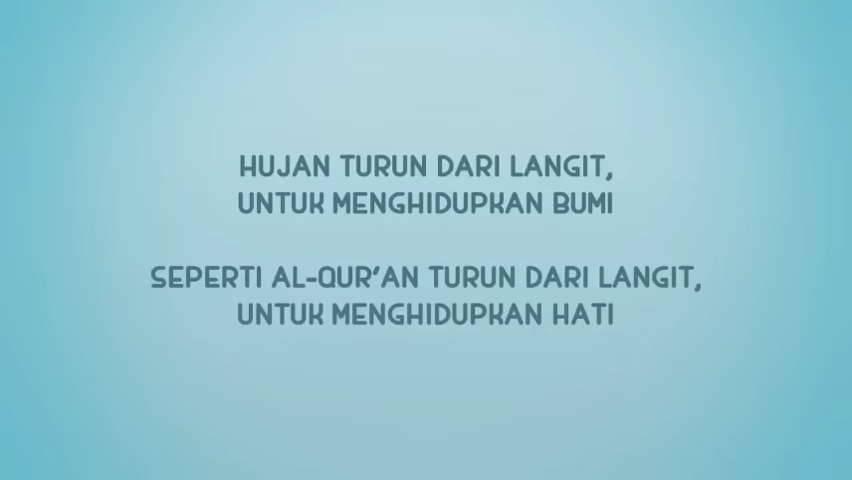 HUJAN TURUN DARI LANGIT,
UNTUK MENGHIDUPKAN BUMI
SEPERTI AL-QUR'AN TURUN DARI LANGIT,
UNTUK MENGHIDUPKAN HATI